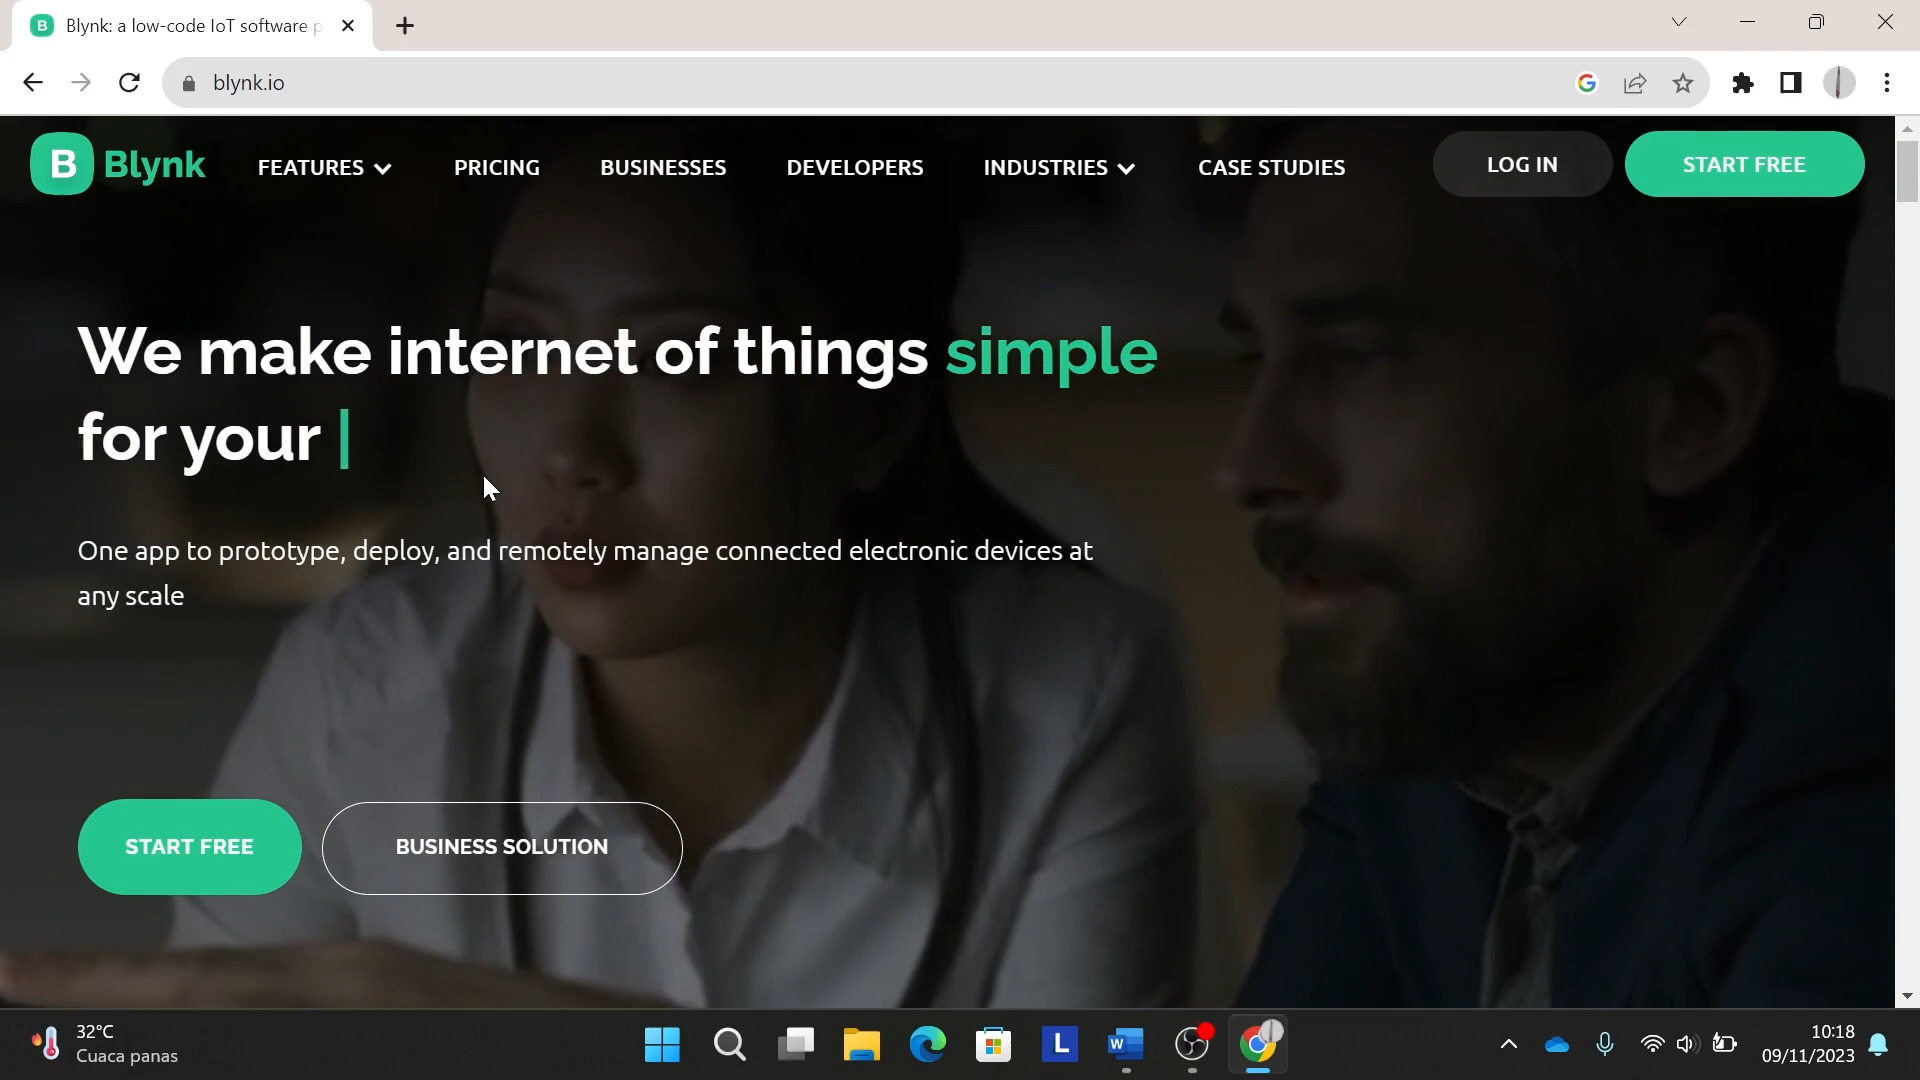 Blynk: a low-code IoT software p
blynk.io
B Blynk FEATURES PRICING BUSINESSES DEVELOPERS INDUSTRIES CASE STUDIES LOG IN START FREE
We make internet of things simple
for your
One app to prototype, deploy, and remotely manage connected electronic devices at
any scale
START FREE BUSINESS SOLUTION
32°C
Cuaca panas
10:18
09/11/2023